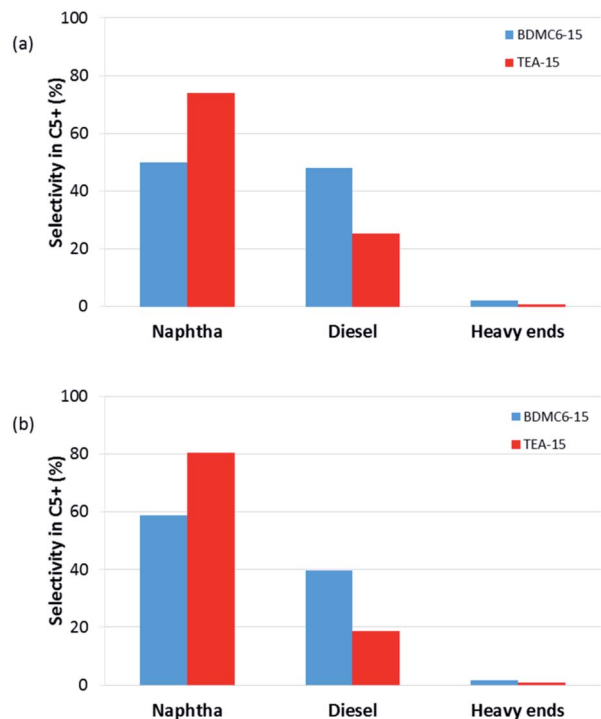 (a)
Selectivity in C5+ (%)
100
80
60
40
20
0
BDMC6-15
TEA-15
Naphtha Diesel Heavy ends
(b)
Selectivity in C5+ (%)
100
80
60
40
20
0
BDMC6-15
TEA-15
Naphtha Diesel Heavy ends